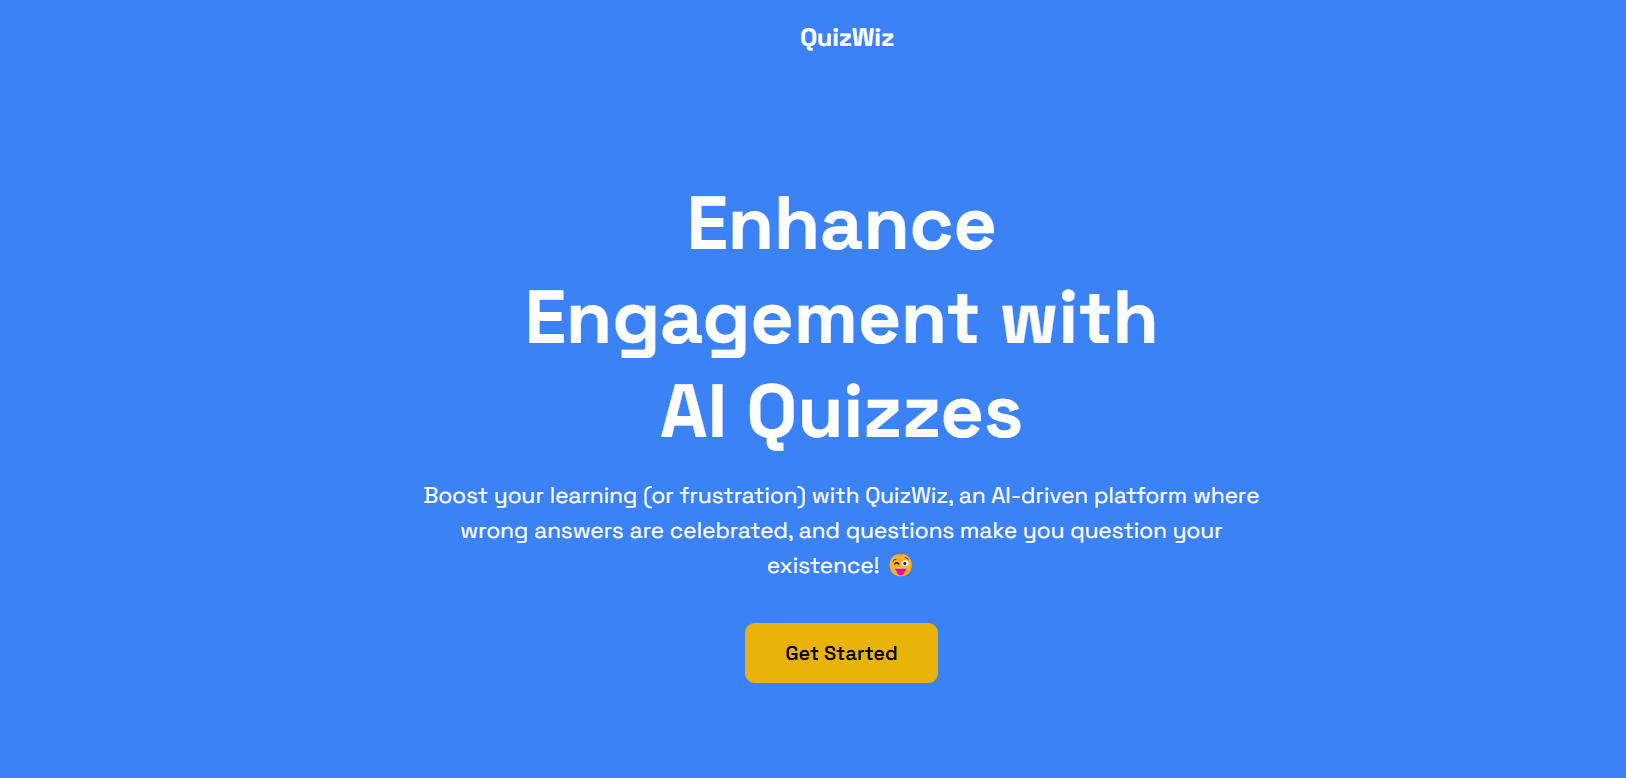 QuizWiz
Enhance
Engagement with
AI Quizzes
Boost your learning (or frustration) with QuizWiz, an AI-driven platform where
wrong answers are celebrated, and questions make you question your
existence! 😜
Get Started